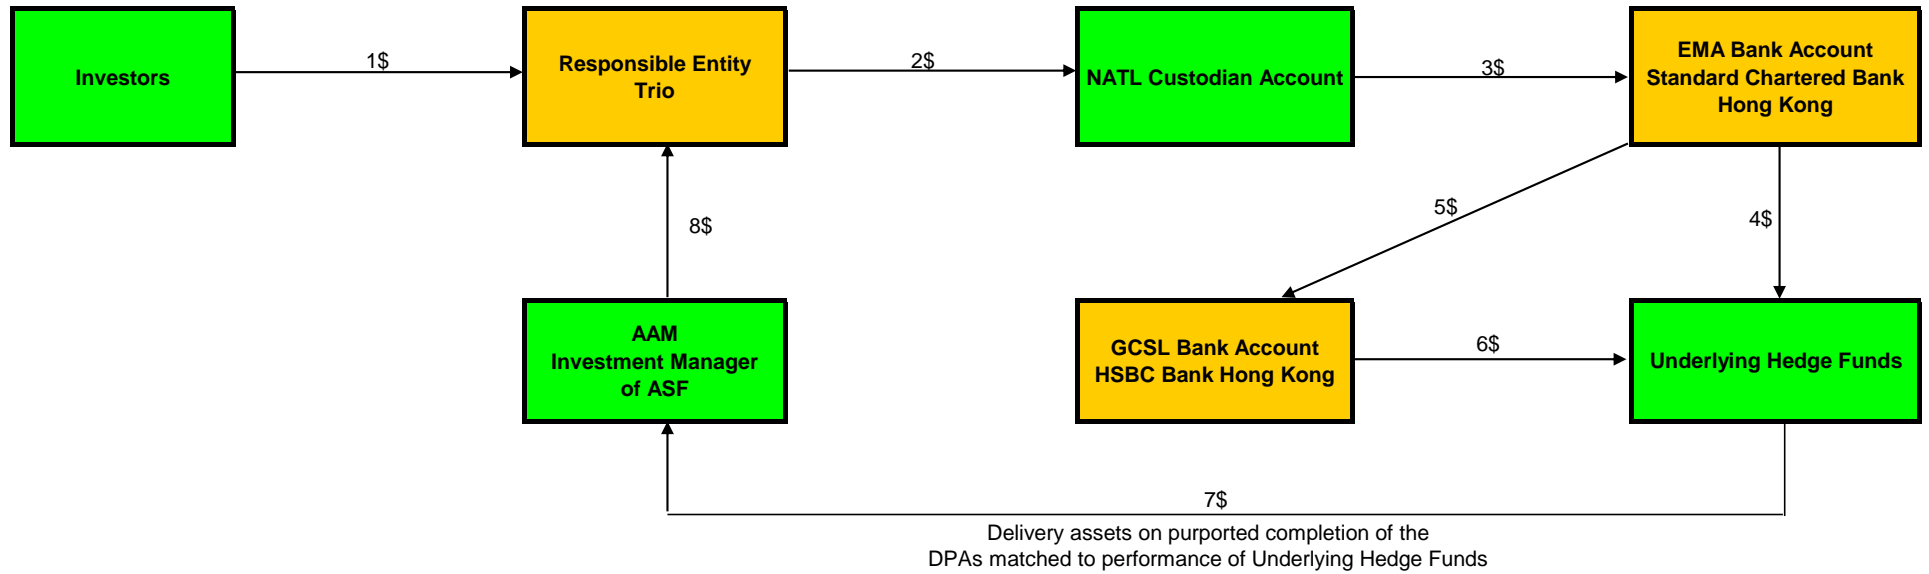 Investors
1$
Responsible Entity
Trio
2$
NATL Custodian Account
3$
EMA Bank Account
Standard Chartered Bank
Hong Kong
8$
5$
4$
AAM
Investment Manager
of ASF
GCSL Bank Account
HSBC Bank Hong Kong
6$
Underlying Hedge Funds
7$
Delivery assets on purported completion of the
DPAs matched to performance of Underlying Hedge Funds